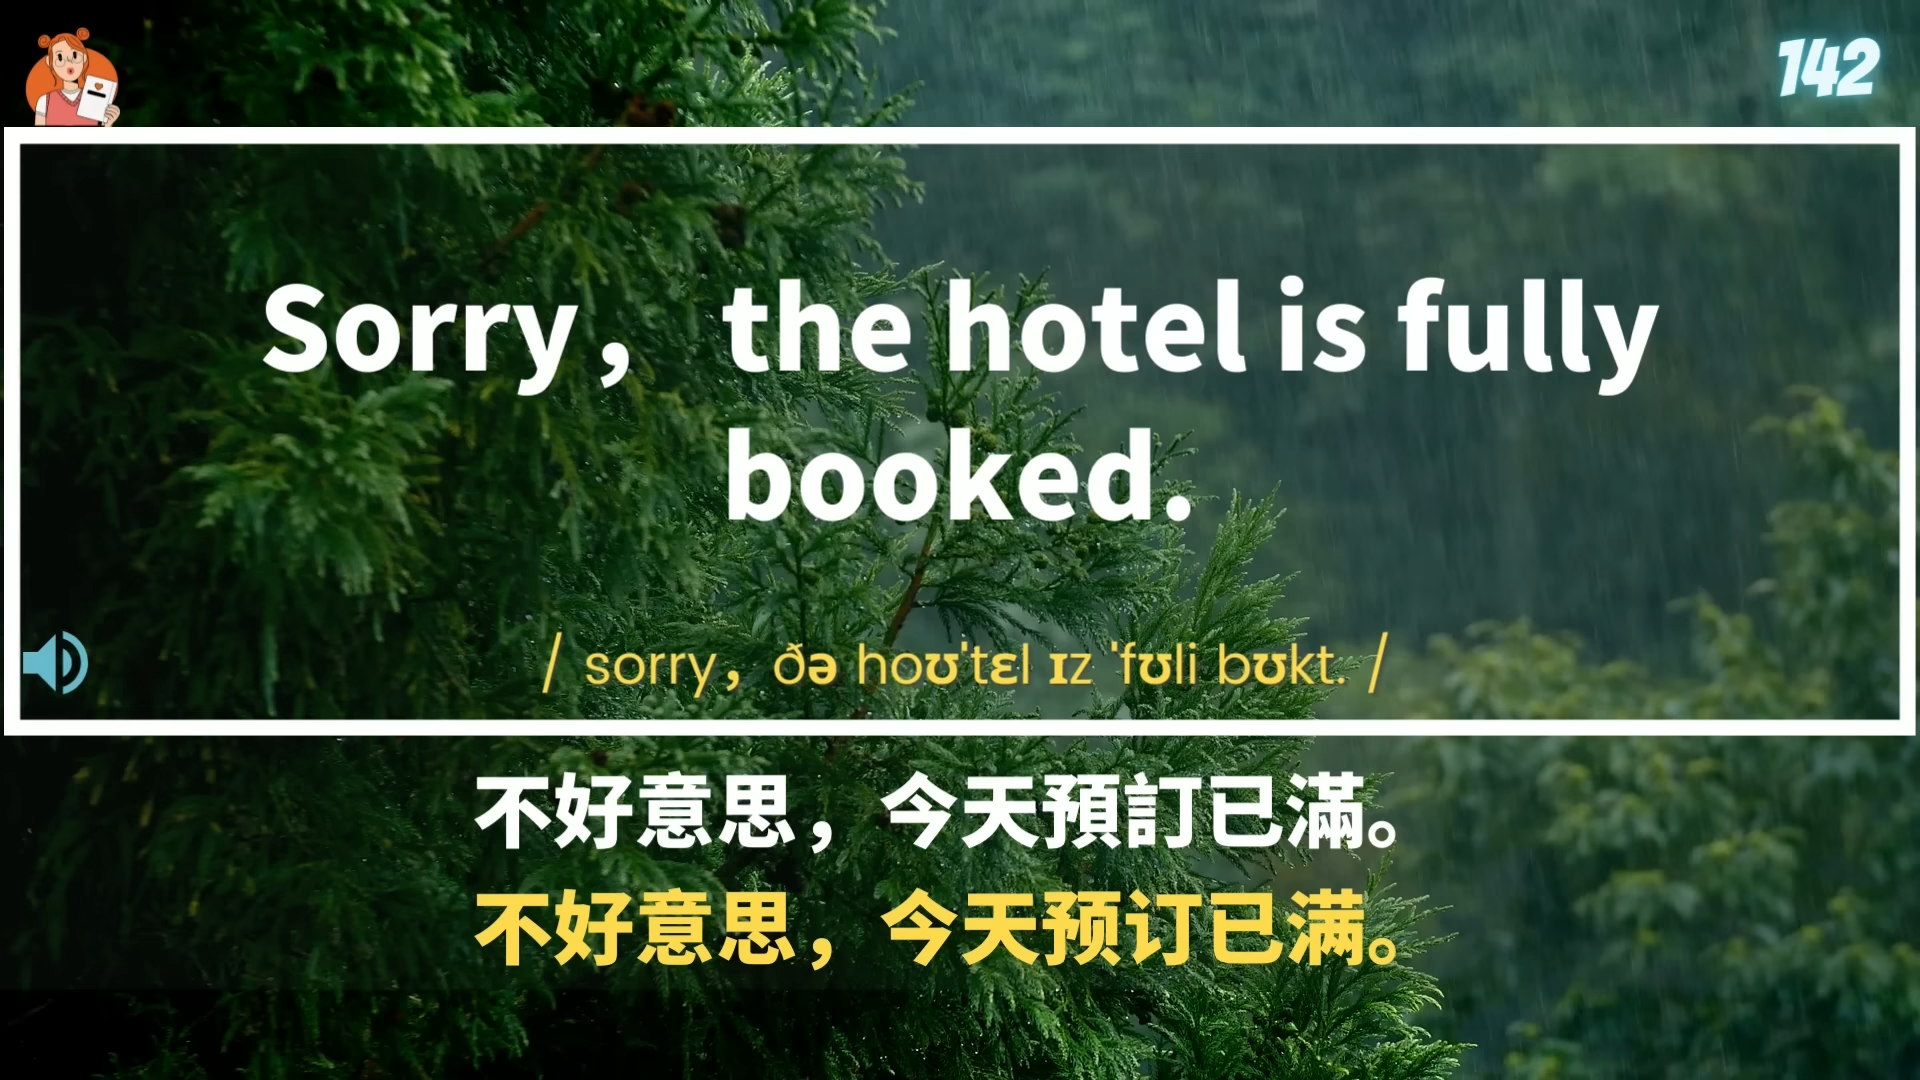 142
Sorry， the hotel is fully
booked.
/ sorry，ðə hoʊˈtɛl ɪz ˈfʊli bʊkt. /
不好意思，今天預訂已滿。
不好意思，今天预订已满。